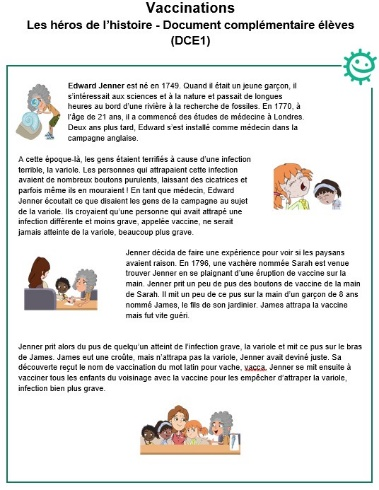 Vaccinations
Les héros de l'histoire - Document complémentaire élèves
(DCE1)
Edward Jenner est né en 1749. Quand il était un jeune garçon, il
s'intéressait aux sciences et à la nature et passait de longues
heures au bord d'une rivière à la recherche de fossiles. En 1770, à
l'âge de 21 ans, il a commencé des études de médecine à Londres.
Deux ans plus tard, Edward s'est installé comme médecin dans la
campagne anglaise.
A cette époque-là, les gens étaient terrifiés à cause d'une infection
terrible, la variole. Les personnes qui attrapaient cette infection
avaient de nombreux boutons purulents, laissant des cicatrices et
parfois même ils en mouraient ! En tant que médecin, Edward
Jenner écoutait ce que disaient les gens de la campagne au sujet
de la variole. Ils croyaient qu'une personne qui avait attrapé une
infection différente et moins grave, appelée vaccine, ne serait
jamais atteinte de la variole, beaucoup plus grave.
Jenner décida de faire une expérience pour voir si les paysans
avaient raison. En 1796, une vachère nommée Sarah est venue
trouver Jenner en se plaignant d'une éruption de vaccine sur la
main. Jenner prit un peu de pus des boutons de vaccine de la main
de Sarah. Il mit un peu de ce pus sur la main d'un garçon de 8 ans
nommé James, le fils de son jardinier. James attrapa la vaccine
mais fut vite guéri.
Jenner prit alors du pus de quelqu'un atteint de l'infection grave, la variole, et mit ce pus sur le bras
de James. James eut une croûte, mais n'attrapa pas la variole, Jenner avait deviné juste. Sa
découverte reçut le nom de vaccination du mot latin pour vache, vacca, Jenner se mit ensuite à
vacciner tous les enfants du voisinage avec la vaccine pour les empêcher d'attraper la variole,
infection bien plus grave.